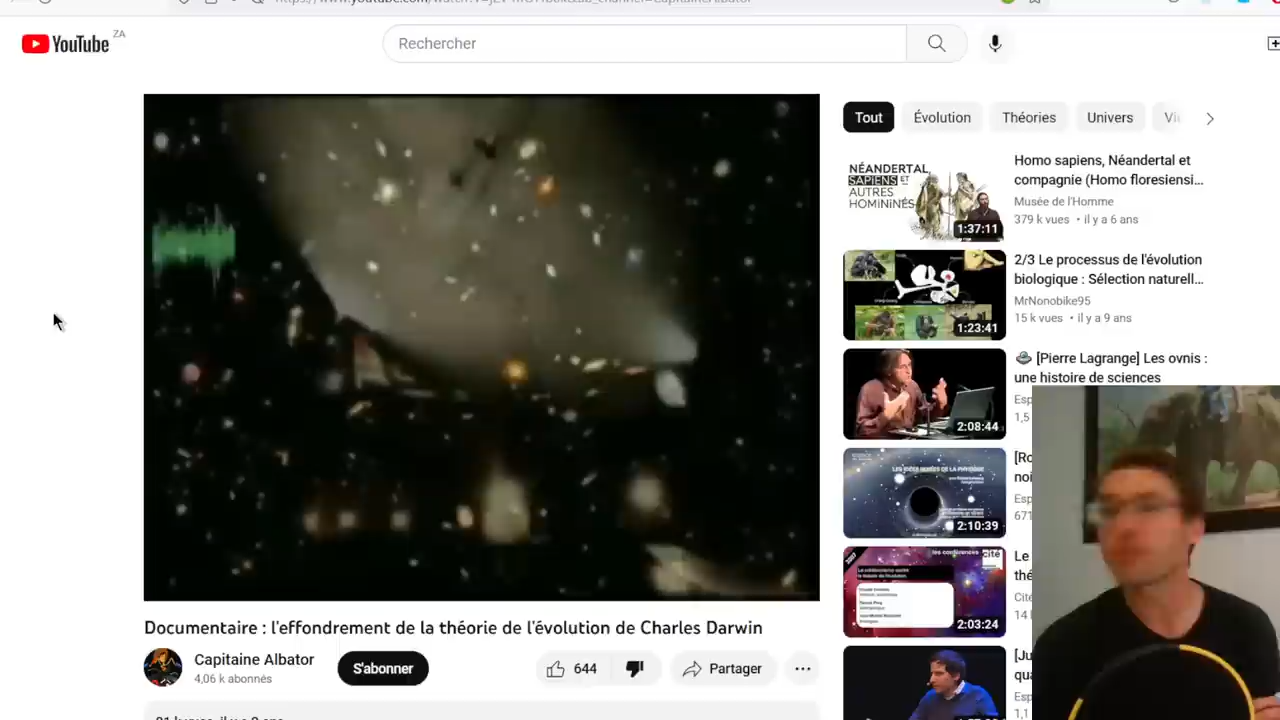 YouTube ZA
Rechercher
Tout
Évolution
Théories
Univers
NÉANDERTAL,
SAPIENS ET
AUTRES
HOMININÉS
1:37:11
Homo sapiens, Néandertal et
compagnie (Homo floresiensi...
Musée de l'Homme
379 k vues • il y a 6 ans
1:23:41
2/3 Le processus de l'évolution
biologique : Sélection naturell...
MrNonobike95
15 k vues • il y a 9 ans
2:08:44
[Pierre Lagrange] Les ovnis :
une histoire de sciences
Esp
1,5
2:10:39
[Ro
noi
Esp
671
les conférences
cité
2:03:24
Le
thé
Cité
14
[Ju
qua
Esp
1,1
Documentaire : l'effondrement de la théorie de l'évolution de Charles Darwin
Capitaine Albator
4,06 k abonnés
S'abonner
644
Partager